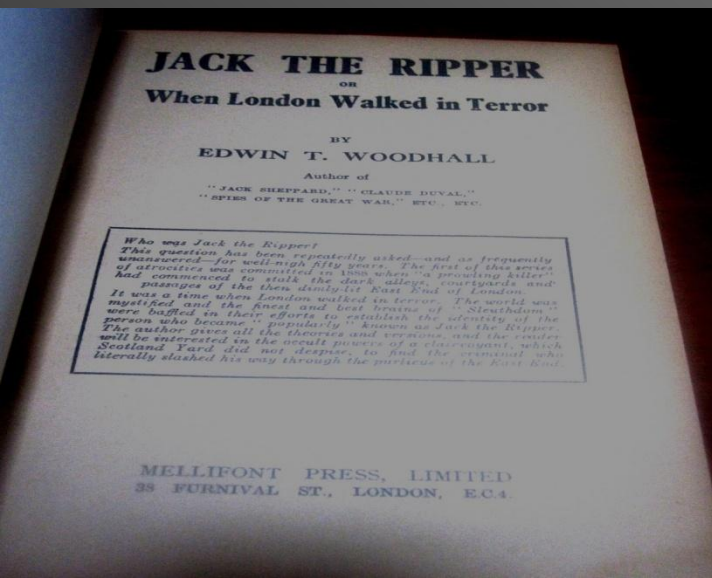 JACK THE RIPPER
OR
When London Walked in Terror
BY
EDWIN T. WOODHALL
Author of
"JACK SHEPPARD," "CLAUDE DUVAL,"
"SPIES OF THE GREAT WAR," ETC., ETC.
Who was Jack the Ripper?
This question has been repeatedly asked—and as frequently
unanswered—for well-nigh fifty years. The first of this series
of atrocities was committed in 1888 when "a prowling killer"
had commenced to stalk the dark alleys, courtyards and
passages of the then dimly-lit East End of London.
It was a time when London walked in terror. The world was
mystified and the finest and best brains of "Sleuthdom"
were baffled in their efforts to establish the identity of the
person who became "popularly" known as Jack the Ripper.
The author gives all the theories and versions, and the reader
will be interested in the occult powers of a clairvoyant, which
Scotland Yard did not despise, to find the criminal who
literally slashed his way through the purlieus of the East End.
MELLIFONT PRESS, LIMITED
38 FURNIVAL ST., LONDON, E.C.4.